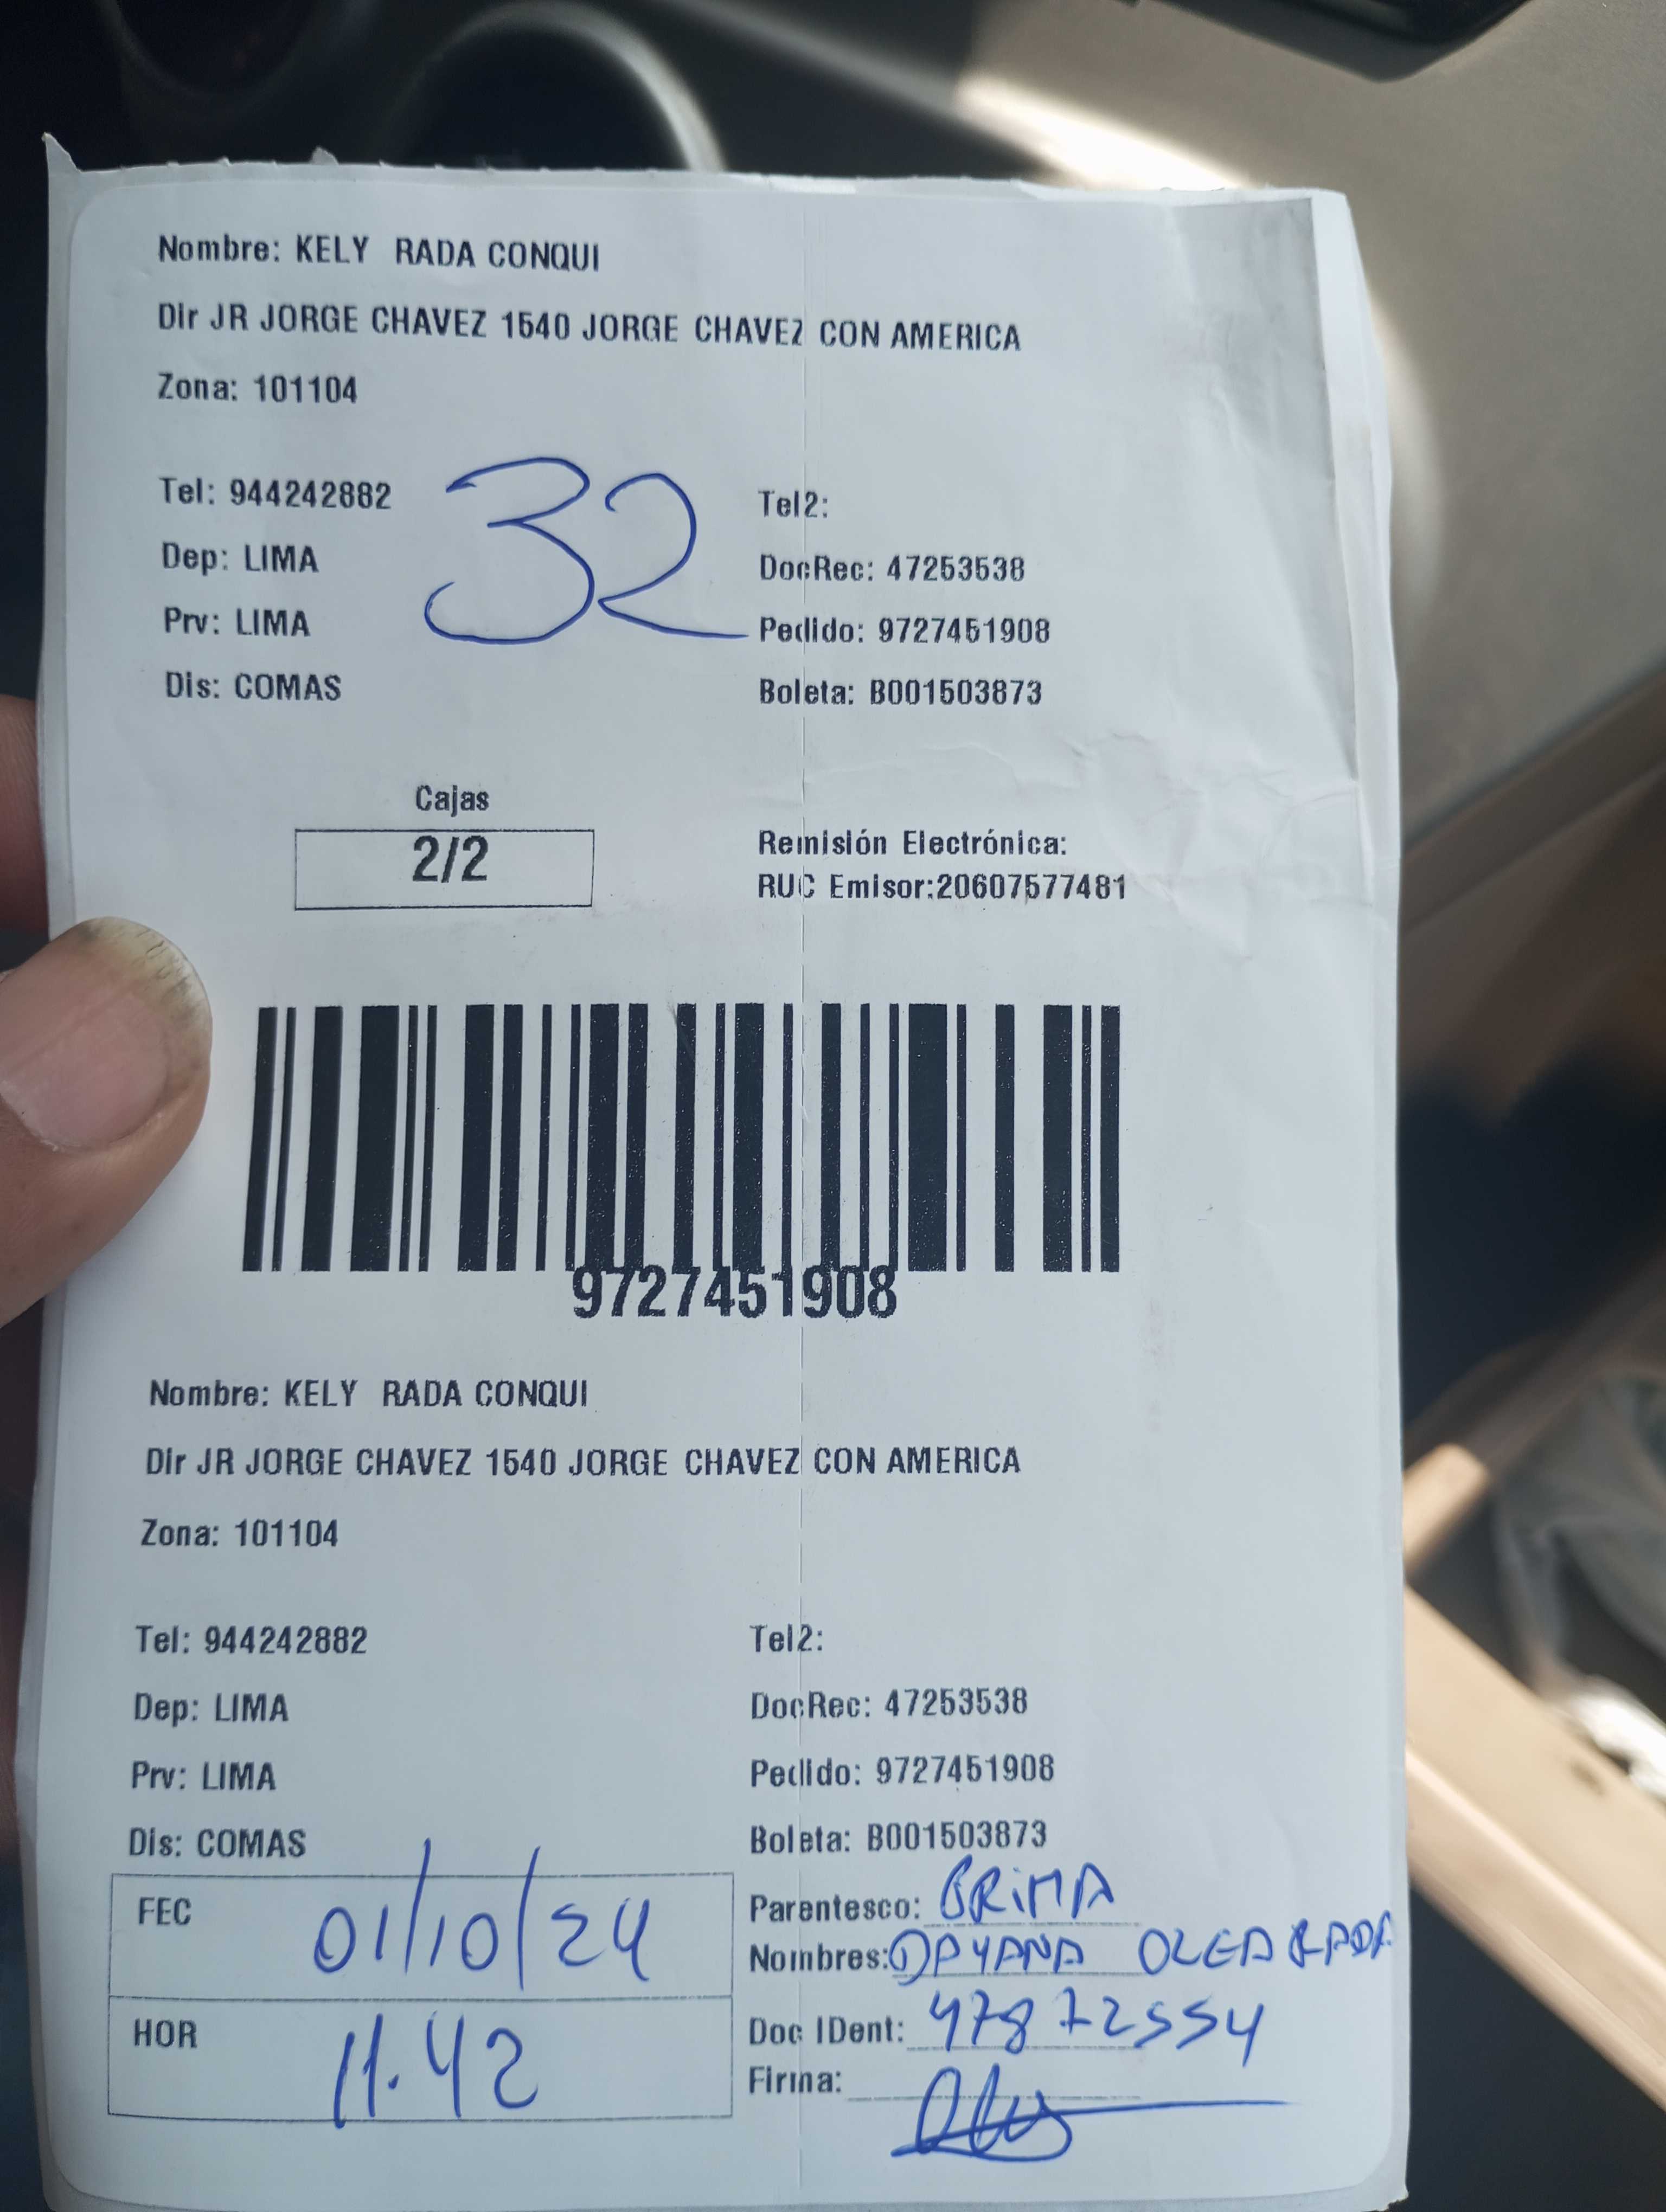 Nombre: KELY RADA CONQUI
Dir JR JORGE CHAVEZ 1540 JORGE CHAVEZ CON AMERICA
Zona: 101104
32
Tel: 944242882
Tel2:
Dep: LIMA
DocRec: 47253538
Prv: LIMA
Pedido: 9727451908
Dis: COMAS
Boleta: B001503873
Cajas
2/2
Remisión Electrónica:
RUC Emisor:20607577481
9727451908
Nombre: KELY RADA CONQUI
Dir JR JORGE CHAVEZ 1540 JORGE CHAVEZ CON AMERICA
Zona: 101104
Tel: 944242882
Tel2:
Dep: LIMA
DocRec: 47253538
Prv: LIMA
Pedido: 9727451908
Dis: COMAS
Boleta: B001503873
FEC 01/10/24
HOR 11.42
Parentesco: PRIMA
Nombres: DAYANA OLEA RADA
Doc IDent: 47872554
Firma: